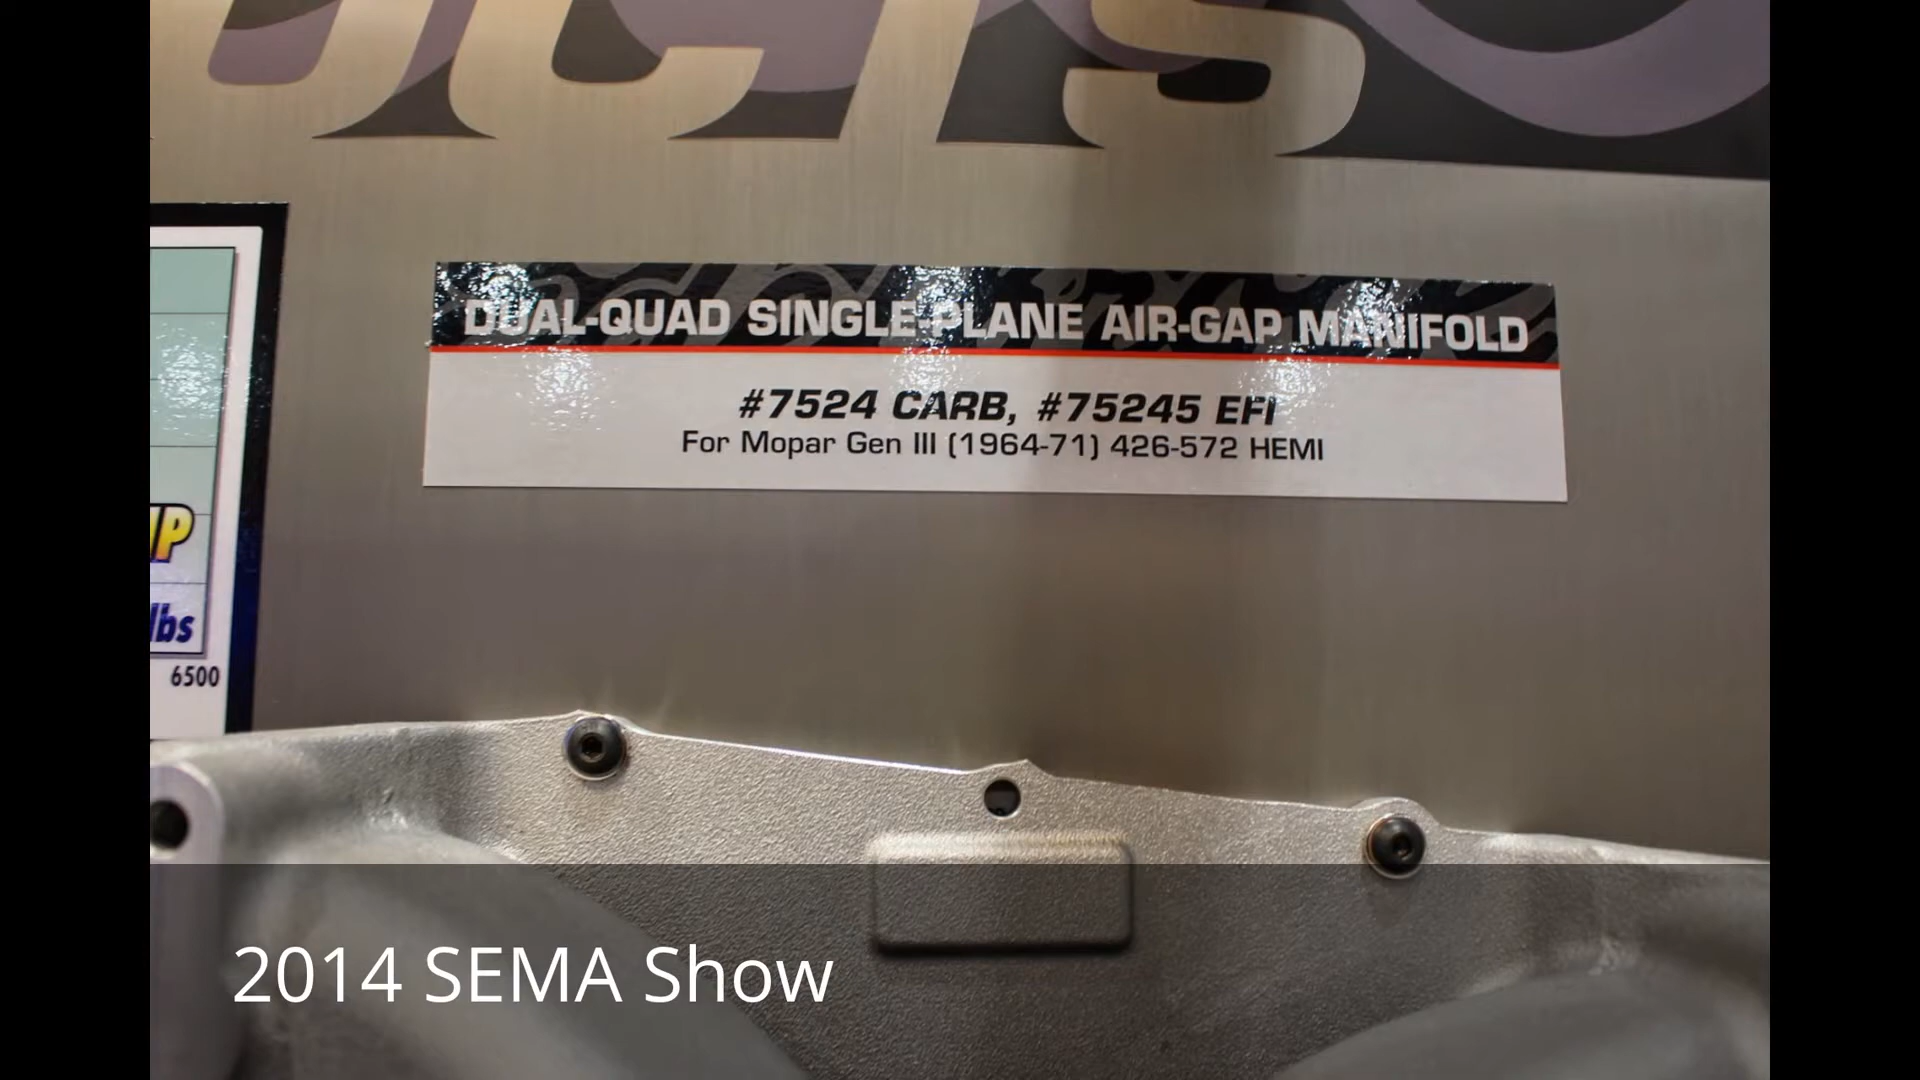 DUAL-QUAD SINGLE-PLANE AIR-GAP MANIFOLD
#7524 CARB, #75245 EFI
For Mopar Gen III (1964-71) 426-572 HEMI
lbs
6500
2014 SEMA Show